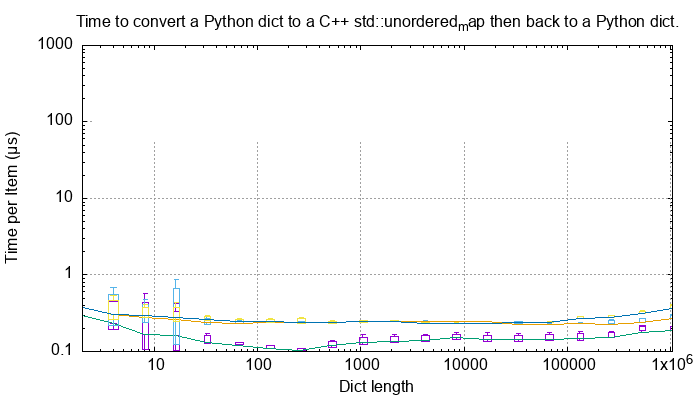 Time to convert a Python dict to a C++ std::unordered_map then back to a Python dict.
1000
100
10
1
0.1
Time per Item (µs)
10 100 1000 10000 100000 1x10^6
Dict length